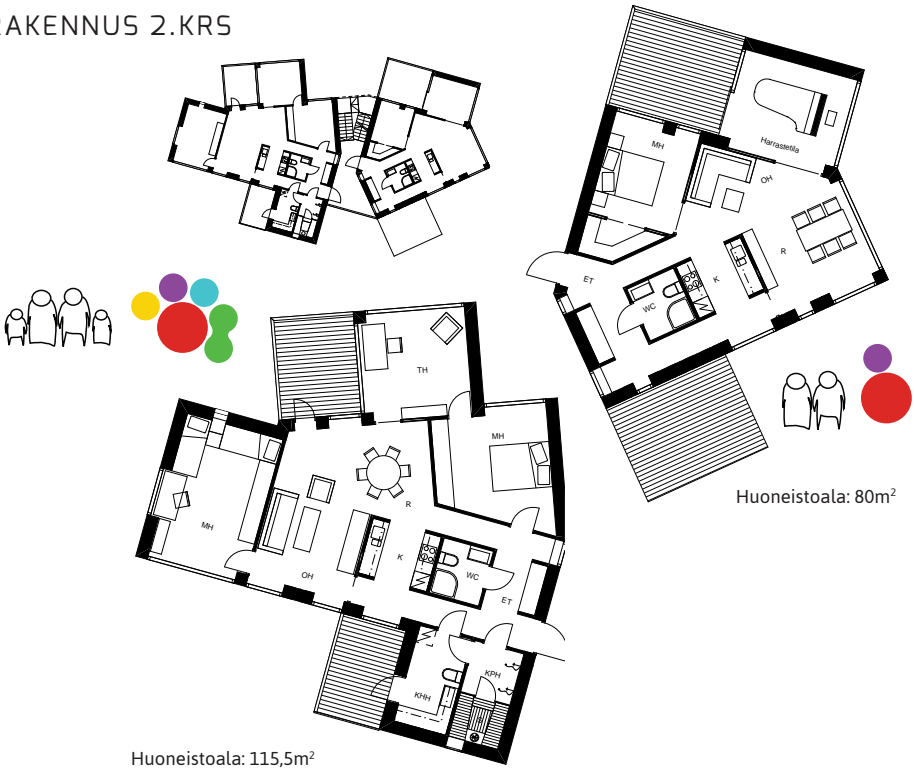 RAKENNUS 2.KRS
MH
Harrastetila
OH
R
K
ET
WC
Huoneistoala: 80m²
TH
MH
R
MH
K
OH
WC
ET
KPH
KHH
Huoneistoala: 115,5m²